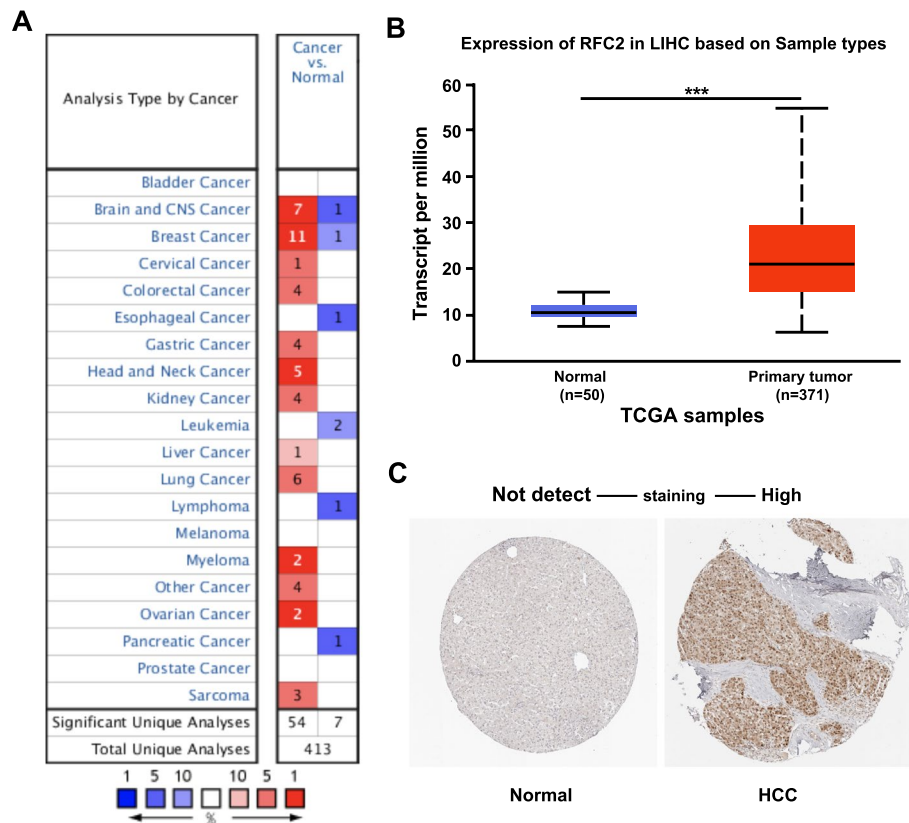 A
Analysis Type by Cancer
Cancer
vs.
Normal
Bladder Cancer
Brain and CNS Cancer 7 1
Breast Cancer 11 1
Cervical Cancer 1
Colorectal Cancer 4
Esophageal Cancer 1
Gastric Cancer 4
Head and Neck Cancer 5
Kidney Cancer 4
Leukemia 2
Liver Cancer 1
Lung Cancer 6
Lymphoma 1
Melanoma
Myeloma 2
Other Cancer 4
Ovarian Cancer 2
Pancreatic Cancer 1
Prostate Cancer
Sarcoma 3
Significant Unique Analyses 54 7
Total Unique Analyses 413
1 5 10 10 5 1
%
B
Expression of RFC2 in LIHC based on Sample types
***
Transcript per million
60
50
40
30
20
10
0
Normal
(n=50)
Primary tumor
(n=371)
TCGA samples
C
Not detect staining High
Normal
HCC